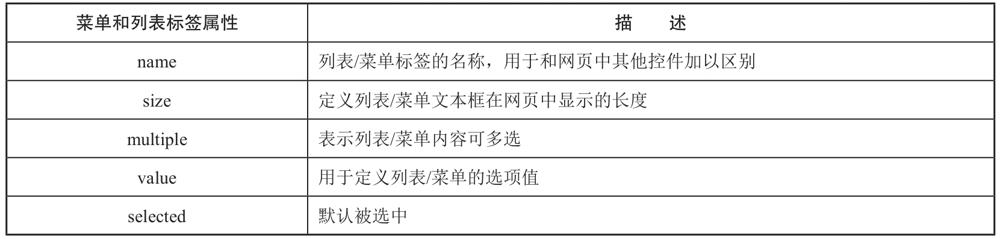 菜单和列表标签属性 描 述
name 列表/菜单标签的名称，用于和网页中其他控件加以区别
size 定义列表/菜单文本框在网页中显示的长度
multiple 表示列表/菜单内容可多选
value 用于定义列表/菜单的选项值
selected 默认被选中